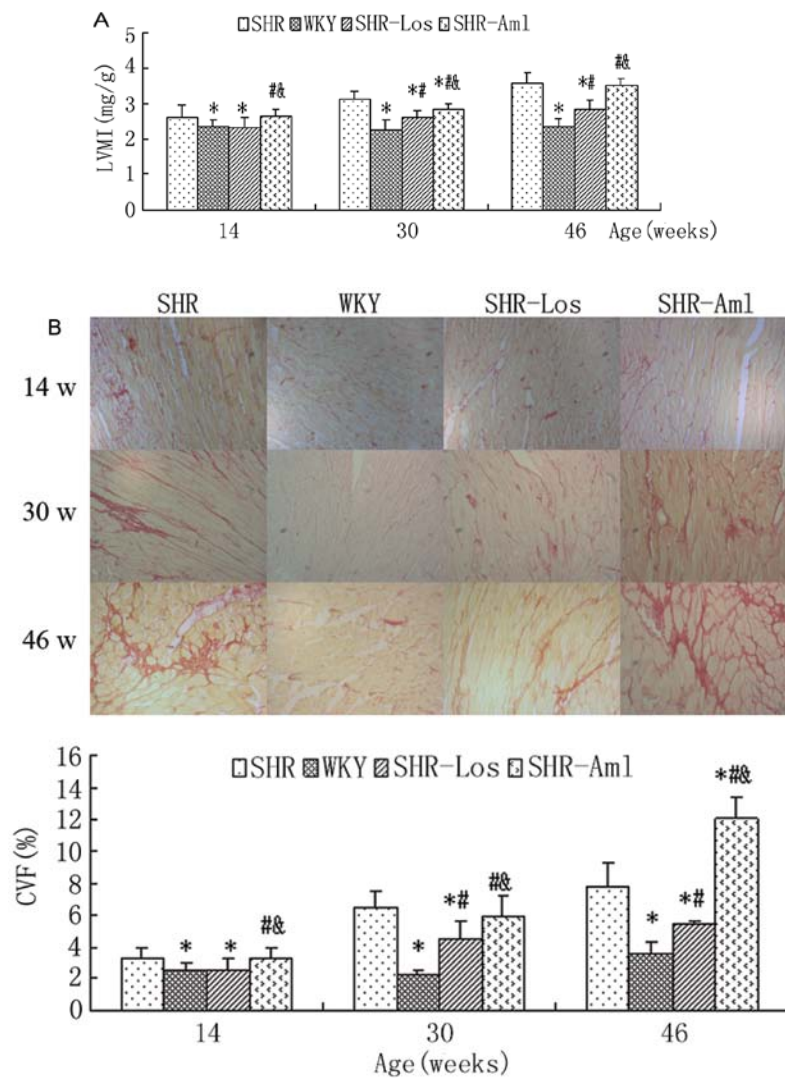 A
SHR WKY SHR-Los SHR-Aml
LVMI(mg/g)
5
4
3
2
1
0
* * #&
* *# *#&
* *# #&
14 30 46 Age(weeks)
B
SHR WKY SHR-Los SHR-Aml
14 w
30 w
46 w
SHR WKY SHR-Los SHR-Aml
CVF(%)
16
14
12
10
8
6
4
2
0
* * #&
* *# #&
* *# *#&
14 30 46
Age(weeks)